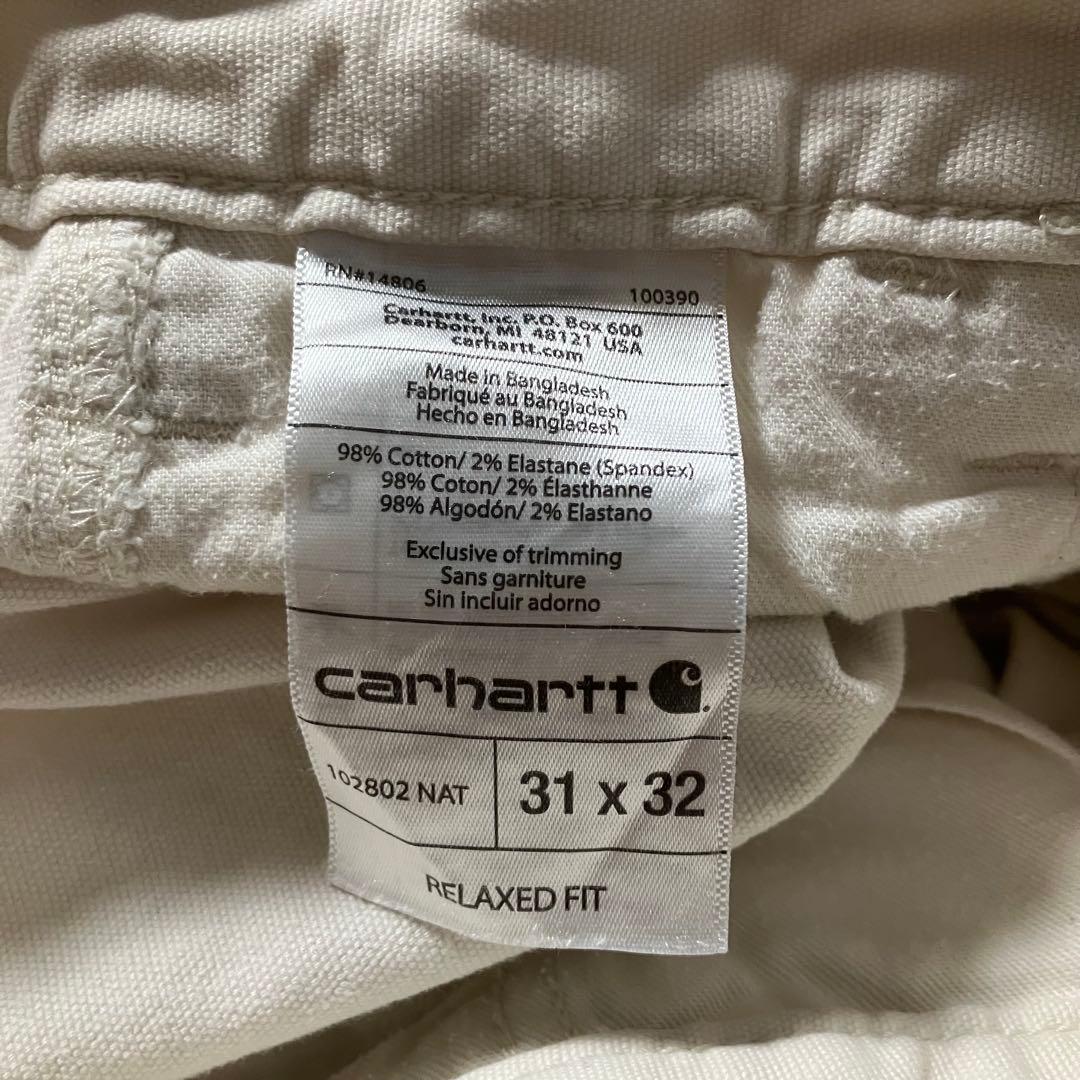 RN#14806 100390
Carhartt, Inc. P.O. Box 600
Dearborn, MI 48121 USA
carhartt.com
Made in Bangladesh
Fabriqué au Bangladesh
Hecho en Bangladesh
98% Cotton/ 2% Elastane (Spandex)
98% Coton/ 2% Élasthanne
98% Algodón/ 2% Elastano
Exclusive of trimming
Sans garniture
Sin incluir adorno
carhartt
102802 NAT 31 x 32
RELAXED FIT